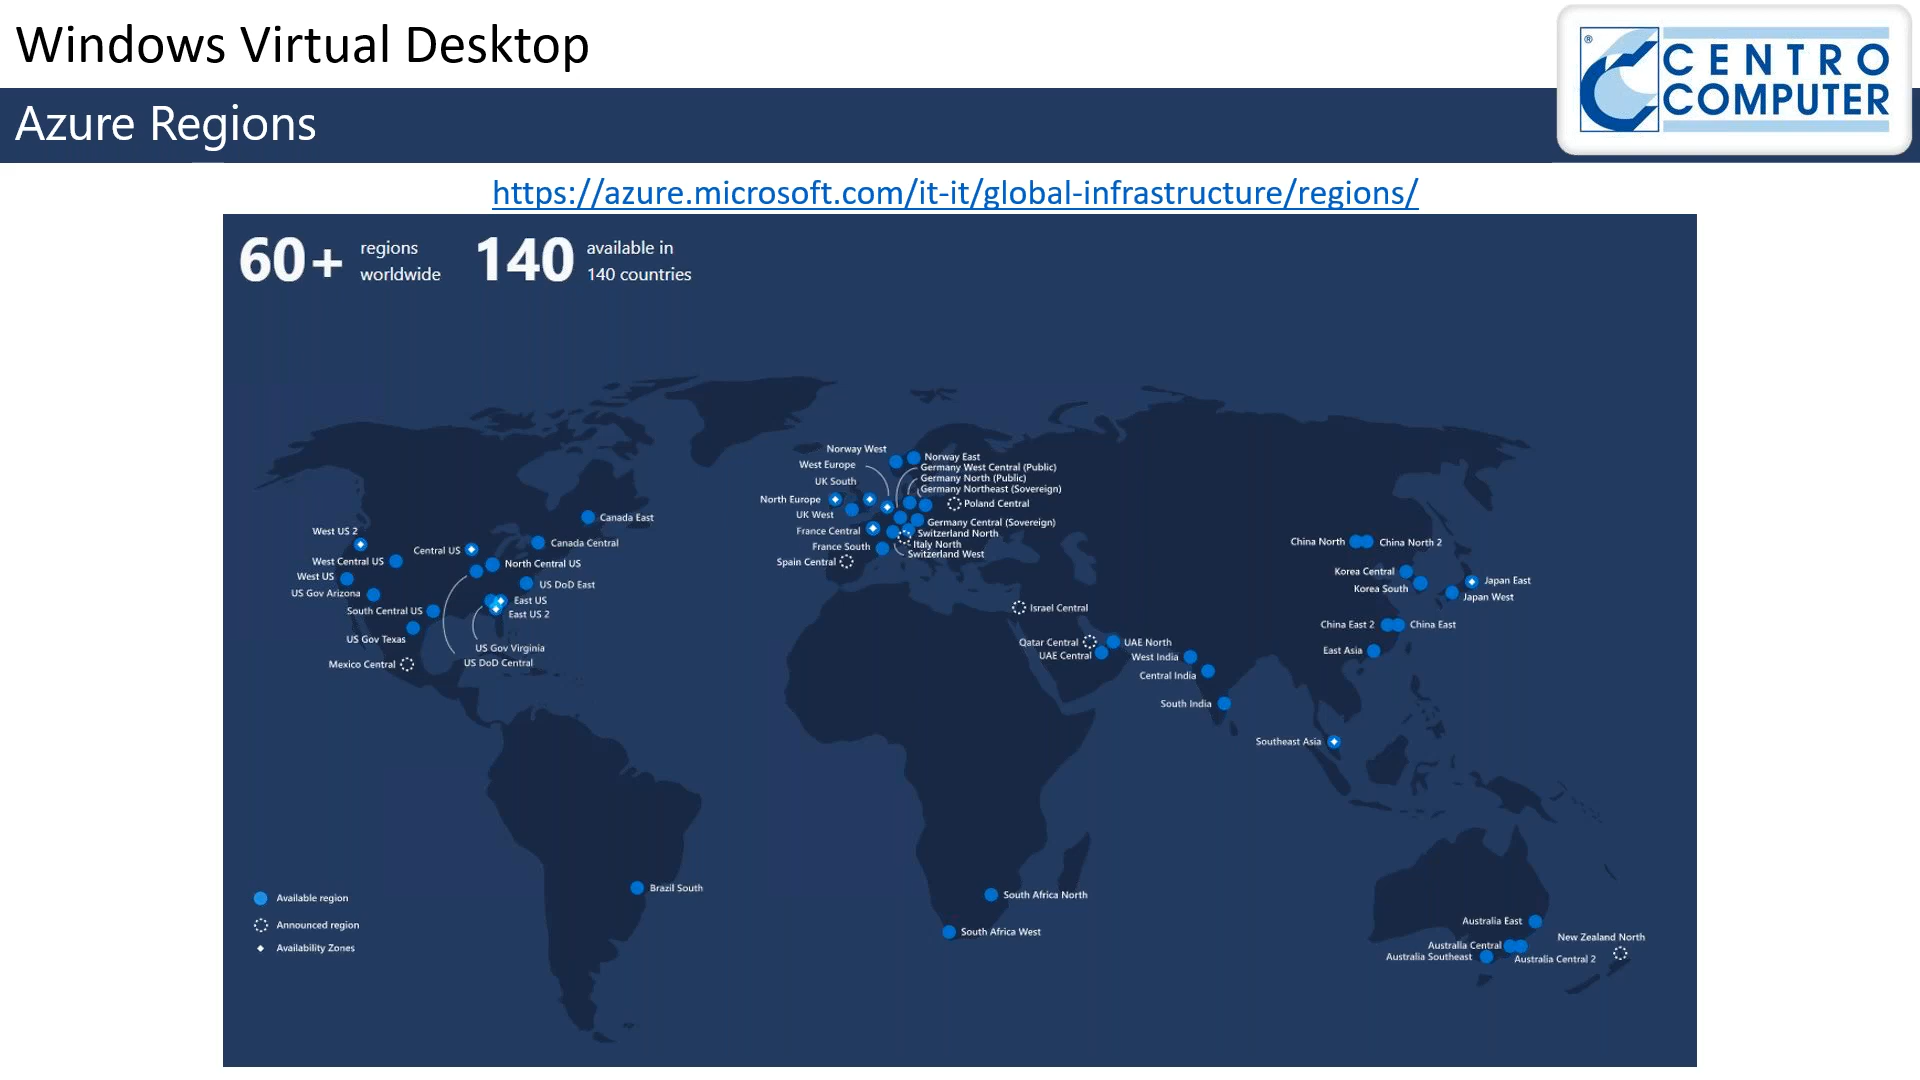 Windows Virtual Desktop
Azure Regions
® CENTRO
COMPUTER
https://azure.microsoft.com/it-it/global-infrastructure/regions/
60+ regions worldwide
140 available in 140 countries
Norway West
Norway East
West Europe
Germany West Central (Public)
Germany North (Public)
UK South
Germany Northeast (Sovereign)
North Europe
Poland Central
UK West
Germany Central (Sovereign)
France Central
Switzerland North
Italy North
France South
Switzerland West
Spain Central
Canada East
West US 2
Canada Central
Central US
West Central US
North Central US
West US
US DoD East
US Gov Arizona
East US
South Central US
East US 2
US Gov Texas
US Gov Virginia
Mexico Central
US DoD Central
China North
China North 2
Korea Central
Japan East
Korea South
Japan West
Israel Central
China East 2
China East
Qatar Central
UAE North
East Asia
UAE Central
West India
Central India
South India
Southeast Asia
Brazil South
South Africa North
South Africa West
Available region
Announced region
Availability Zones
Australia East
New Zealand North
Australia Central
Australia Southeast
Australia Central 2